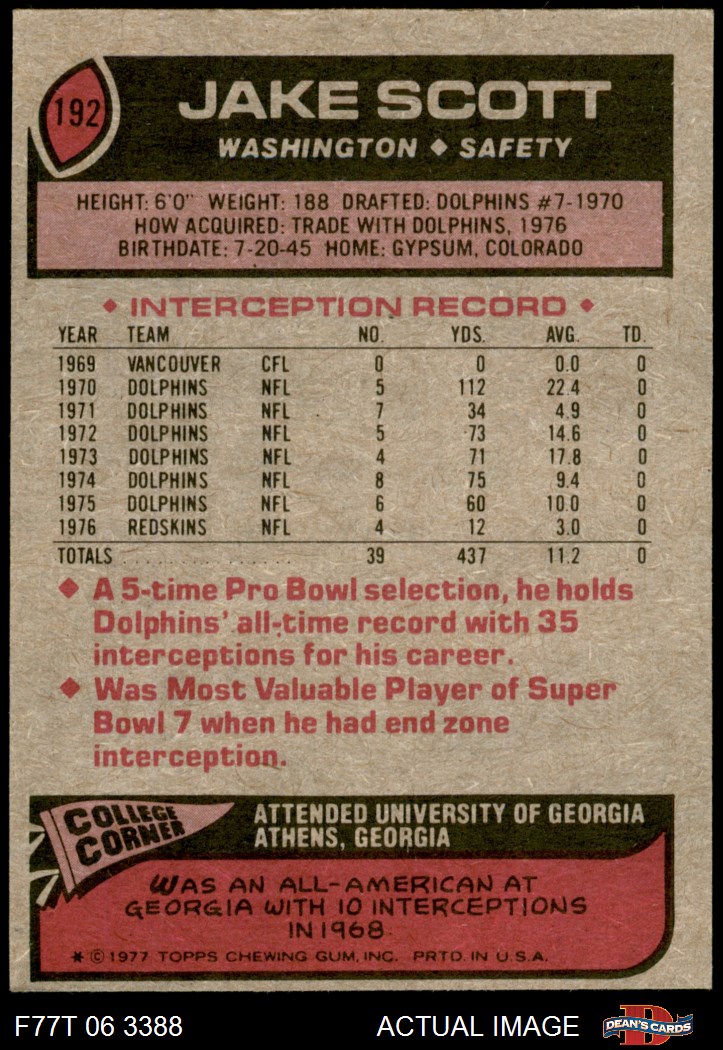 192
JAKE SCOTT
WASHINGTON ◆ SAFETY
HEIGHT: 6'0" WEIGHT: 188 DRAFTED: DOLPHINS #7-1970
HOW ACQUIRED: TRADE WITH DOLPHINS, 1976
BIRTHDATE: 7-20-45 HOME: GYPSUM, COLORADO
◆ INTERCEPTION RECORD ◆
YEAR TEAM NO. YDS. AVG. TD.
1969 VANCOUVER CFL 0 0 0.0 0
1970 DOLPHINS NFL 5 112 22.4 0
1971 DOLPHINS NFL 7 34 4.9 0
1972 DOLPHINS NFL 5 73 14.6 0
1973 DOLPHINS NFL 4 71 17.8 0
1974 DOLPHINS NFL 8 75 9.4 0
1975 DOLPHINS NFL 6 60 10.0 0
1976 REDSKINS NFL 4 12 3.0 0
TOTALS . . . . . . . . . . . . . . . . 39 437 11.2 0
◆ A 5-time Pro Bowl selection, he holds
Dolphins' all-time record with 35
interceptions for his career.
◆ Was Most Valuable Player of Super
Bowl 7 when he had end zone
interception.
COLLEGE
CORNER
ATTENDED UNIVERSITY OF GEORGIA
ATHENS, GEORGIA
WAS AN ALL-AMERICAN AT
GEORGIA WITH 10 INTERCEPTIONS
IN 1968.
* © 1977 TOPPS CHEWING GUM, INC. PRTD. IN U.S.A.
F77T 06 3388 ACTUAL IMAGE
D
DEAN'S CARDS